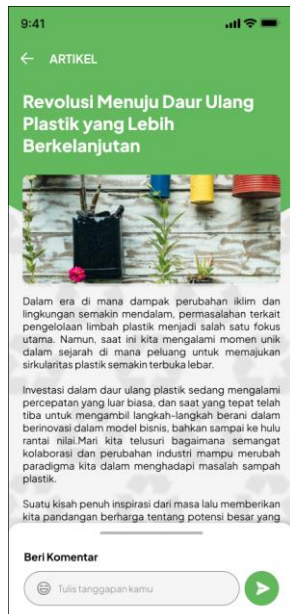 9:41
ARTIKEL
Revolusi Menuju Daur Ulang
Plastik yang Lebih
Berkelanjutan
Dalam era di mana dampak perubahan iklim dan
lingkungan semakin mendalam, permasalahan terkait
pengelolaan limbah plastik menjadi salah satu fokus
utama. Namun, saat ini kita mengalami momen unik
dalam sejarah di mana peluang untuk memajukan
sirkularitas plastik semakin terbuka lebar.
Investasi dalam daur ulang plastik sedang mengalami
percepatan yang luar biasa, dan saat yang tepat telah
tiba untuk mengambil langkah-langkah berani dalam
berinovasi dalam model bisnis, bahkan sampai ke hulu
rantai nilai.Mari kita telusuri bagaimana semangat
kolaborasi dan perubahan industri mampu merubah
paradigma kita dalam menghadapi masalah sampah
plastik.
Suatu kisah penuh inspirasi dari masa lalu memberikan
kita pandangan berharga tentang potensi besar yang
Beri Komentar
Tulis tanggapan kamu